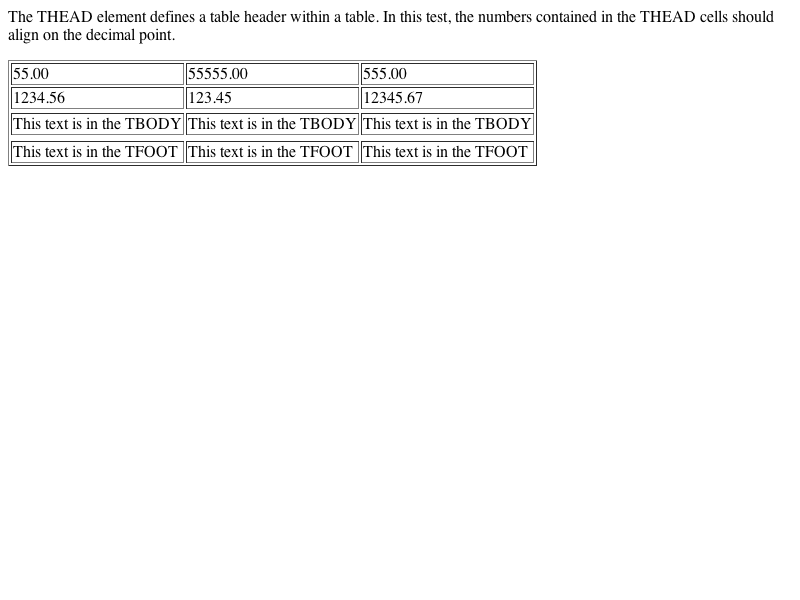 The THEAD element defines a table header within a table. In this test, the numbers contained in the THEAD cells should
align on the decimal point.
55.00 55555.00 555.00
1234.56 123.45 12345.67
This text is in the TBODY This text is in the TBODY This text is in the TBODY
This text is in the TFOOT This text is in the TFOOT This text is in the TFOOT